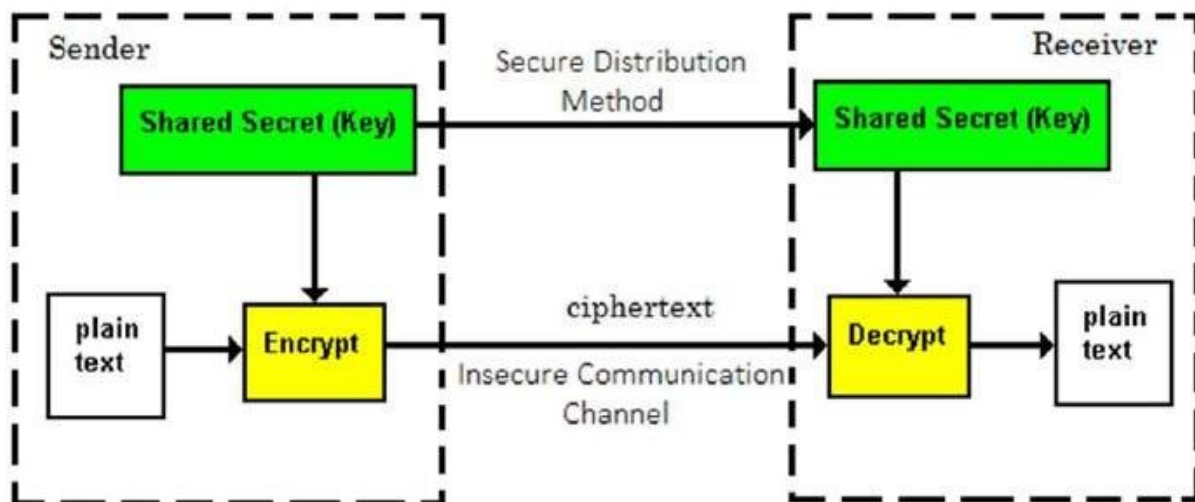 Sender
Receiver
Secure Distribution
Method
Shared Secret (Key)
Shared Secret (Key)
plain
text
Encrypt
ciphertext
Insecure Communication
Channel
Decrypt
plain
text